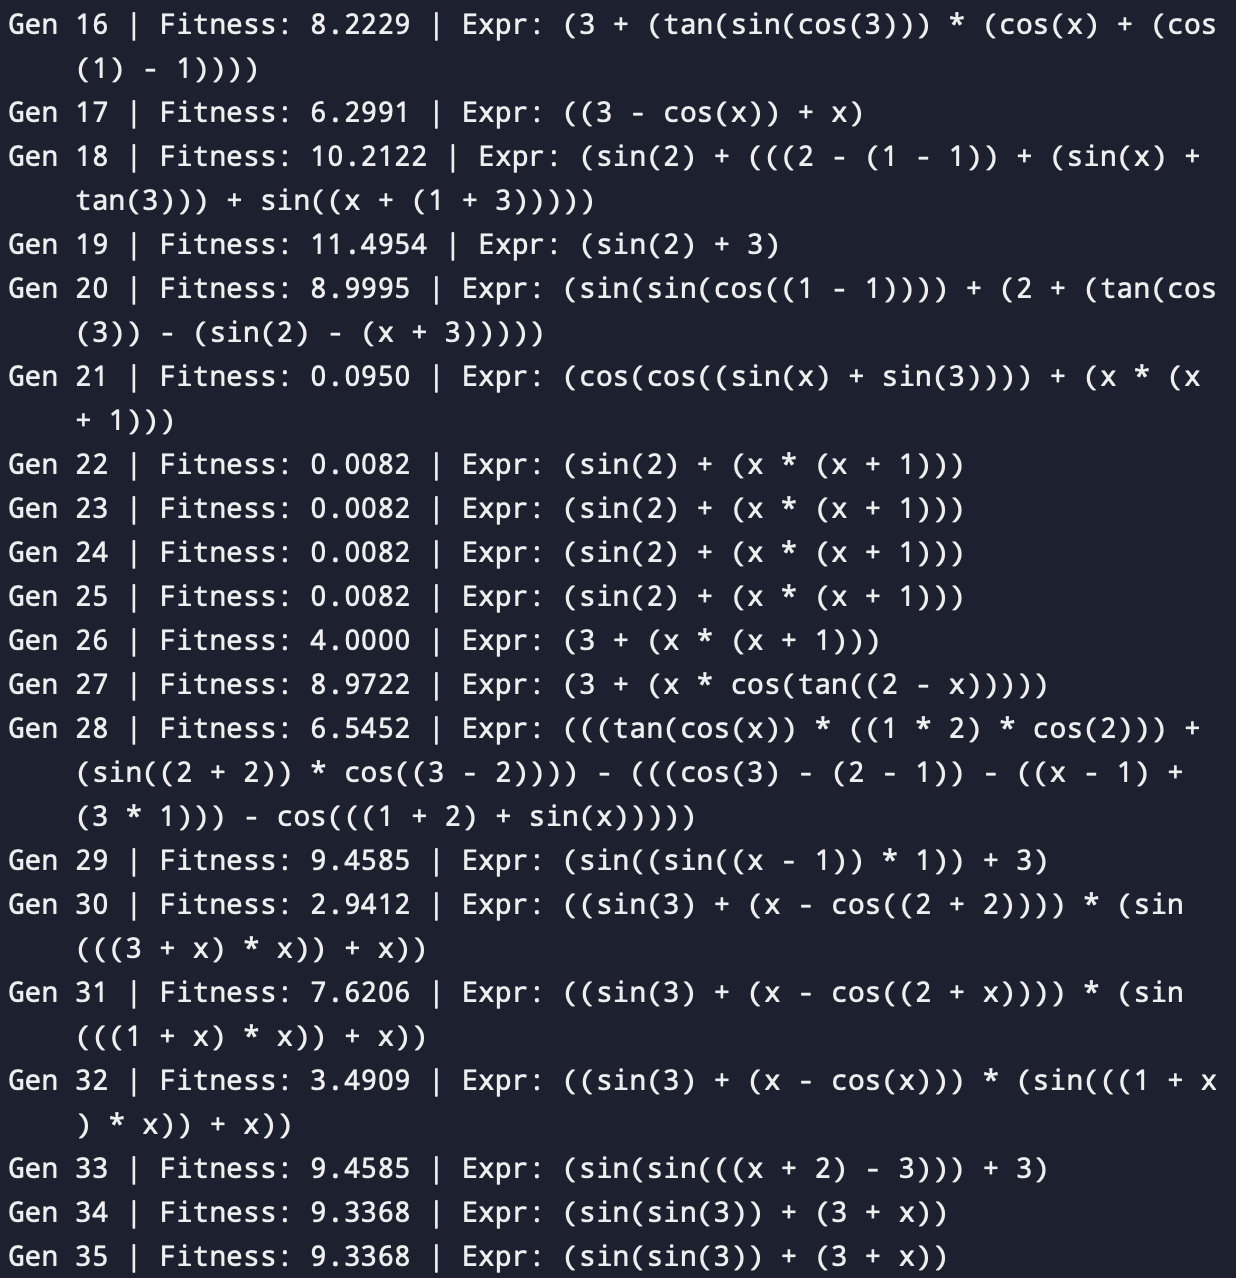 Gen 16 | Fitness: 8.2229 | Expr: (3 + (tan(sin(cos(3))) * (cos(x) + (cos
(1) - 1))))
Gen 17 | Fitness: 6.2991 | Expr: ((3 - cos(x)) + x)
Gen 18 | Fitness: 10.2122 | Expr: (sin(2) + (((2 - (1 - 1)) + (sin(x) +
tan(3))) + sin((x + (1 + 3)))))
Gen 19 | Fitness: 11.4954 | Expr: (sin(2) + 3)
Gen 20 | Fitness: 8.9995 | Expr: (sin(sin(cos((1 - 1)))) + (2 + (tan(cos
(3)) - (sin(2) - (x + 3)))))
Gen 21 | Fitness: 0.0950 | Expr: (cos(cos((sin(x) + sin(3)))) + (x * (x
+ 1)))
Gen 22 | Fitness: 0.0082 | Expr: (sin(2) + (x * (x + 1)))
Gen 23 | Fitness: 0.0082 | Expr: (sin(2) + (x * (x + 1)))
Gen 24 | Fitness: 0.0082 | Expr: (sin(2) + (x * (x + 1)))
Gen 25 | Fitness: 0.0082 | Expr: (sin(2) + (x * (x + 1)))
Gen 26 | Fitness: 4.0000 | Expr: (3 + (x * (x + 1)))
Gen 27 | Fitness: 8.9722 | Expr: (3 + (x * cos(tan((2 - x)))))
Gen 28 | Fitness: 6.5452 | Expr: (((tan(cos(x)) * ((1 * 2) * cos(2))) +
(sin((2 + 2)) * cos((3 - 2)))) - (((cos(3) - (2 - 1)) - ((x - 1) +
(3 * 1))) - cos(((1 + 2) + sin(x)))))
Gen 29 | Fitness: 9.4585 | Expr: (sin((sin((x - 1)) * 1)) + 3)
Gen 30 | Fitness: 2.9412 | Expr: ((sin(3) + (x - cos((2 + 2)))) * (sin
(((3 + x) * x)) + x))
Gen 31 | Fitness: 7.6206 | Expr: ((sin(3) + (x - cos((2 + x)))) * (sin
(((1 + x) * x)) + x))
Gen 32 | Fitness: 3.4909 | Expr: ((sin(3) + (x - cos(x))) * (sin(((1 + x
) * x)) + x))
Gen 33 | Fitness: 9.4585 | Expr: (sin(sin(((x + 2) - 3))) + 3)
Gen 34 | Fitness: 9.3368 | Expr: (sin(sin(3)) + (3 + x))
Gen 35 | Fitness: 9.3368 | Expr: (sin(sin(3)) + (3 + x))